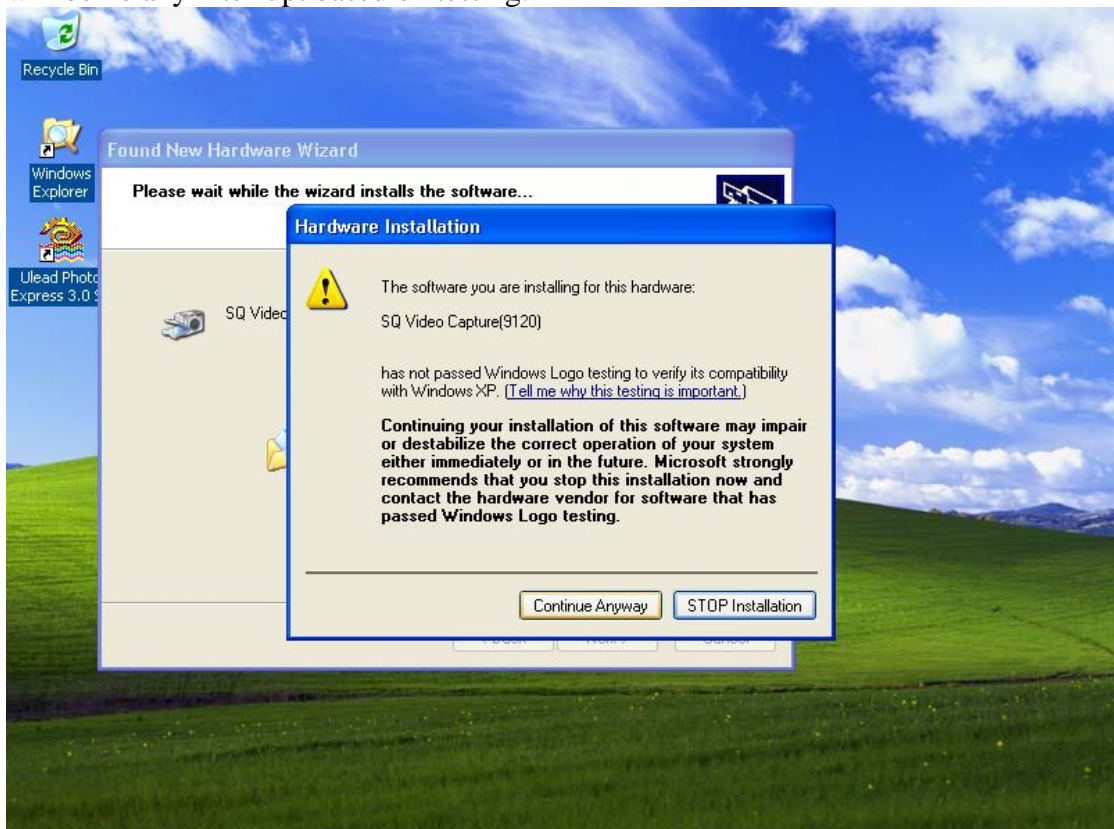 Recycle Bin
Windows
Explorer
Ulead Photo
Express 3.0 S
Found New Hardware Wizard
Please wait while the wizard installs the software...
SQ Video
Hardware Installation
The software you are installing for this hardware:
SQ Video Capture(9120)
has not passed Windows Logo testing to verify its compatibility
with Windows XP. (Tell me why this testing is important.)
Continuing your installation of this software may impair
or destabilize the correct operation of your system
either immediately or in the future. Microsoft strongly
recommends that you stop this installation now and
contact the hardware vendor for software that has
passed Windows Logo testing.
Continue Anyway
STOP Installation